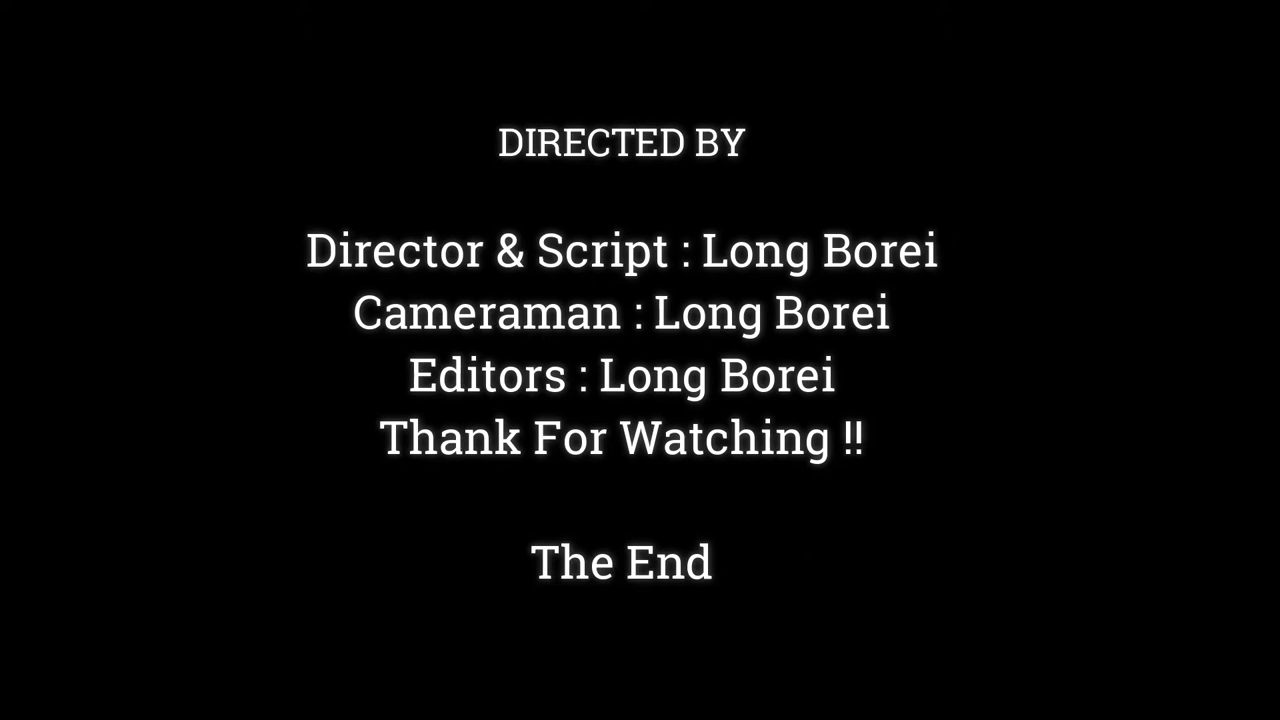 DIRECTED BY
Director & Script : Long Borei
Cameraman : Long Borei
Editors : Long Borei
Thank For Watching !!
The End